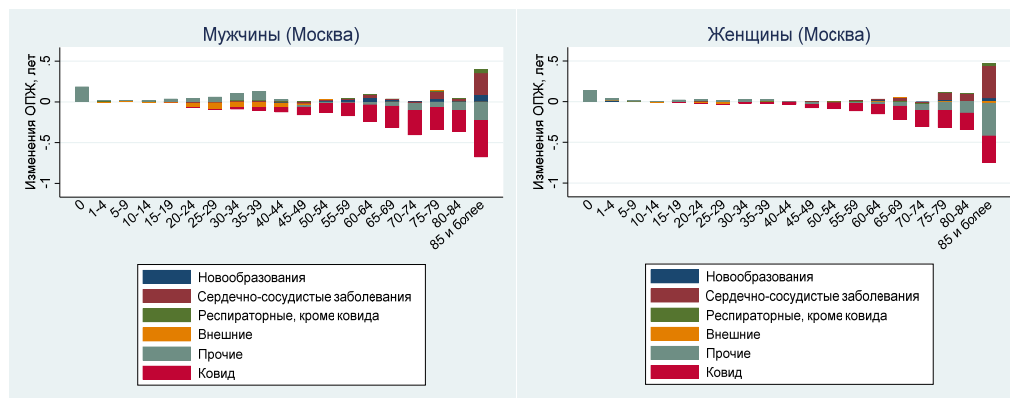 Мужчины (Москва)
Изменения ОПЖ, лет
.5
0
-.5
-1
0
1-4
5-9
10-14
15-19
20-24
25-29
30-34
35-39
40-44
45-49
50-54
55-59
60-64
65-69
70-74
75-79
80-84
85 и более
Новообразования
Сердечно-сосудистые заболевания
Респираторные, кроме ковида
Внешние
Прочие
Ковид
Женщины (Москва)
Изменения ОПЖ, лет
.5
0
-.5
-1
0
1-4
5-9
10-14
15-19
20-24
25-29
30-34
35-39
40-44
45-49
50-54
55-59
60-64
65-69
70-74
75-79
80-84
85 и более
Новообразования
Сердечно-сосудистые заболевания
Респираторные, кроме ковида
Внешние
Прочие
Ковид